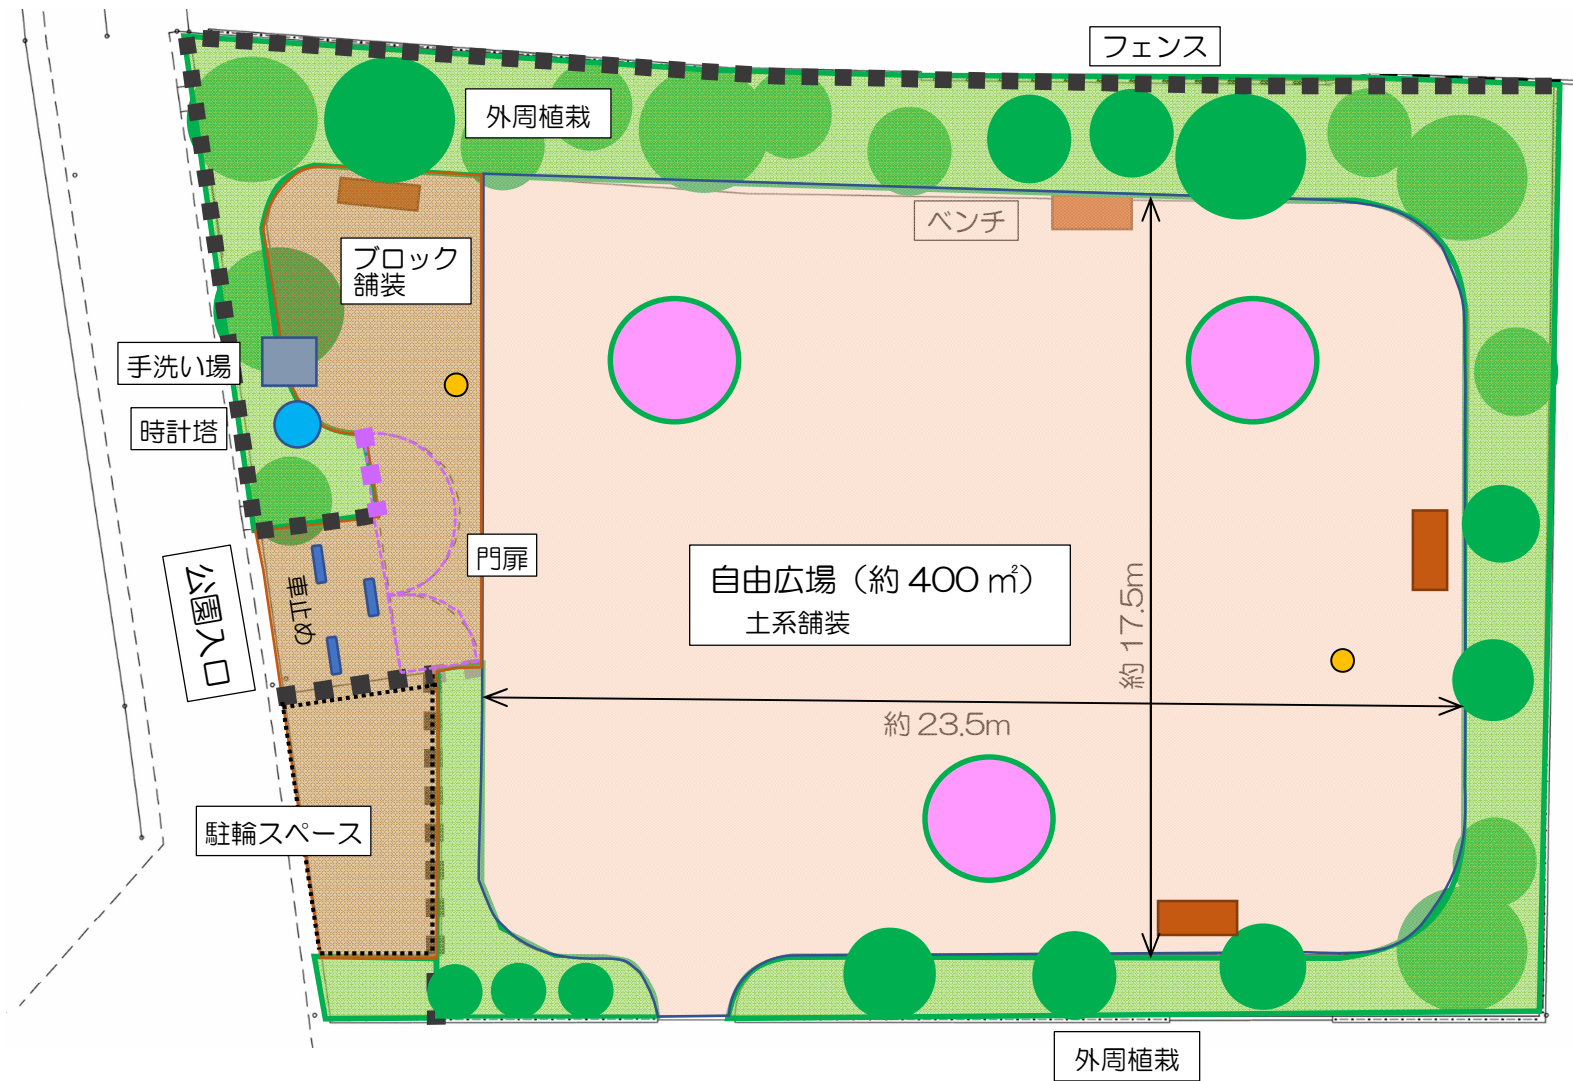 フェンス
外周植栽
ベンチ
ブロック
舗装
手洗い場
時計塔
門扉
公園入口
車止め
自由広場（約 400 ㎡）
土系舗装
約 17.5m
約 23.5m
駐輪スペース
外周植栽